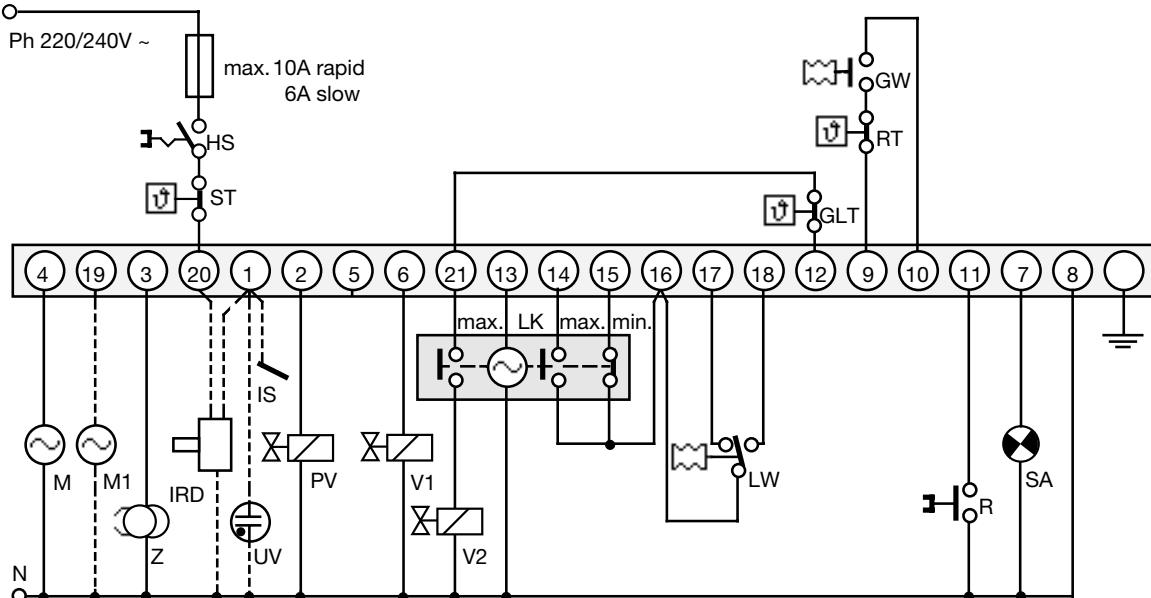 Ph 220/240V ~
max. 10A rapid
6A slow
HS
ST
GW
RT
GLT
4 19 3 20 1 2 5 6 21 13 14 15 16 17 18 12 9 10 11 7 8
max. LK max. min.
IS
M M1 IRD PV V1 LW SA
R
Z UV V2
N